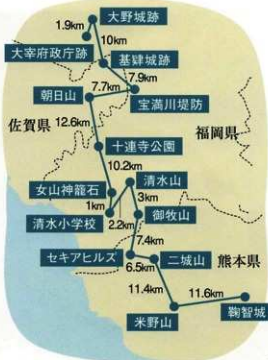 大野城跡
1.9km
大宰府政庁跡
10km
基肄城跡
7.7km
7.9km
朝日山
宝満川堤防
佐賀県
12.6km
福岡県
十連寺公園
10.2km
女山神籠石
清水山
1km
3km
清水小学校
2.2km
御牧山
7.4km
セキアヒルズ
二城山
熊本県
6.5km
11.4km
11.6km
鞠智城
米野山